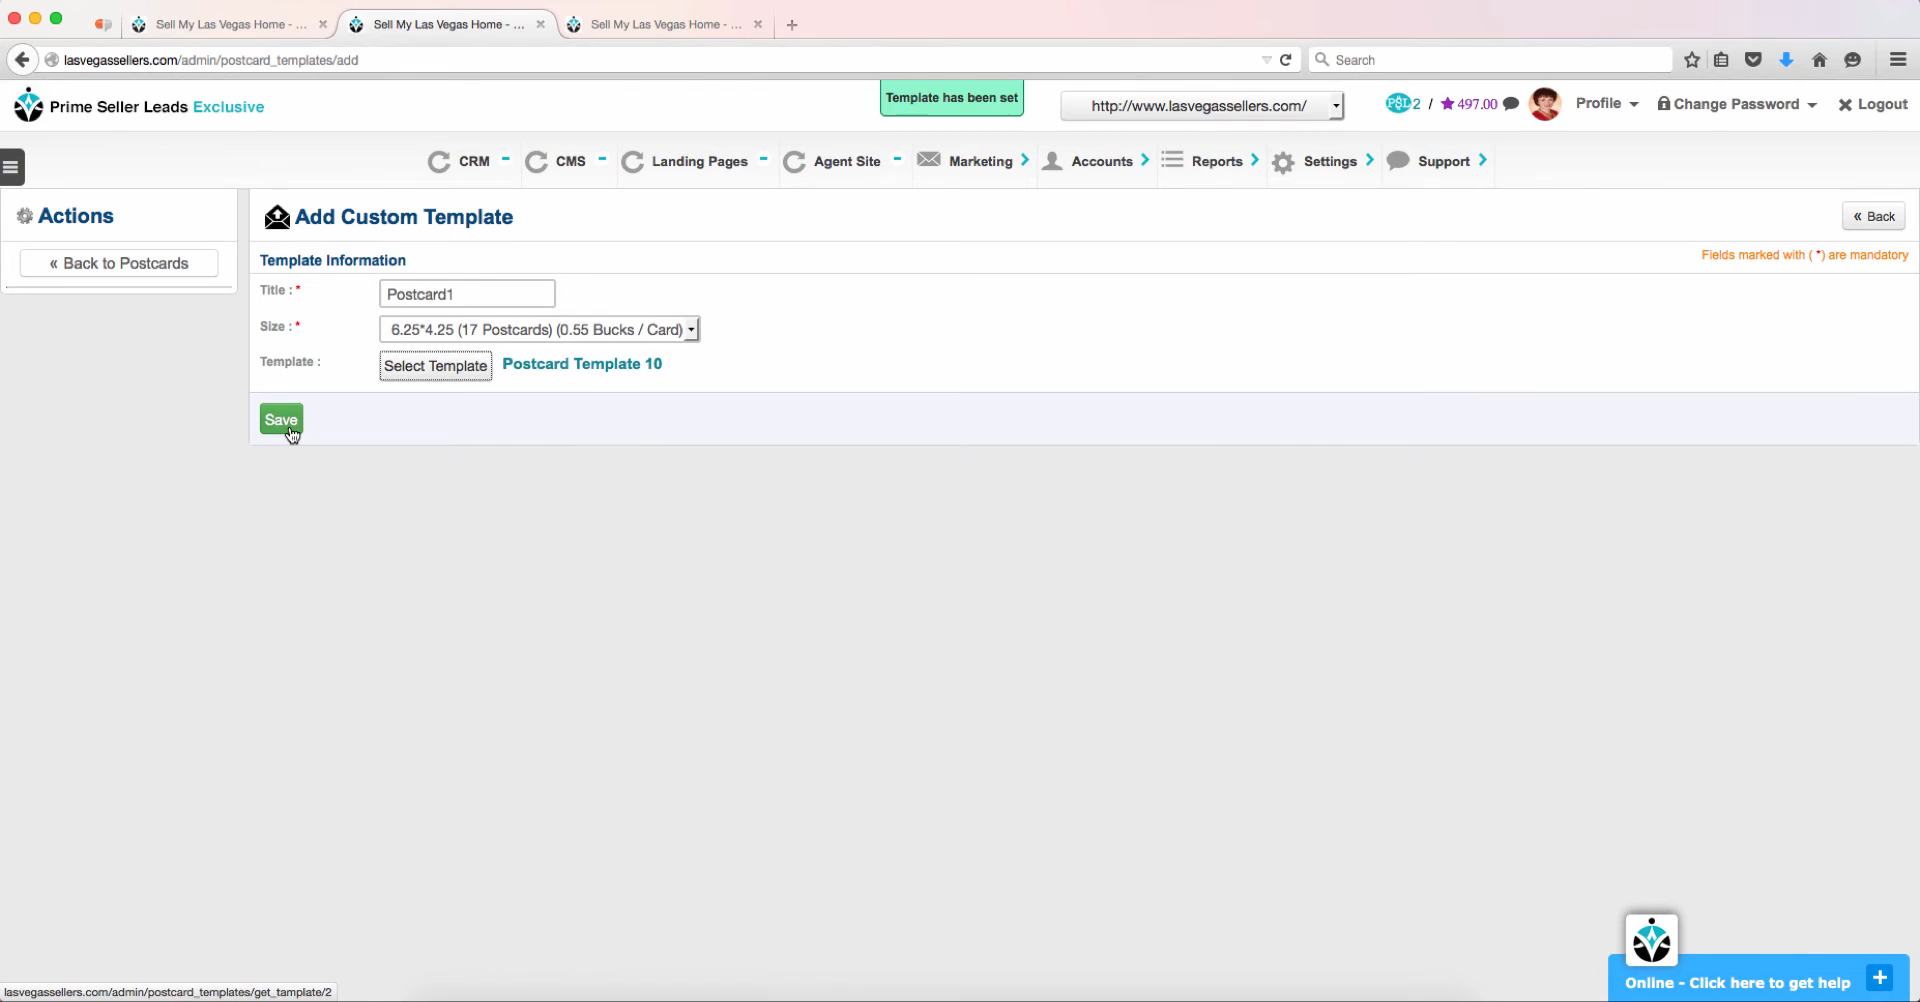 Sell My Las Vegas Home - ...
Sell My Las Vegas Home - ...
Sell My Las Vegas Home - ...
lasvegassellers.com/admin/postcard_templates/add
Search
Prime Seller Leads Exclusive
Template has been set
http://www.lasvegassellers.com/
PSL 2 / 497.00
Profile
Change Password
Logout
CRM
CMS
Landing Pages
Agent Site
Marketing
Accounts
Reports
Settings
Support
Actions
« Back to Postcards
Add Custom Template
« Back
Template Information
Fields marked with ( *) are mandatory
Title : *
Postcard1
Size : *
6.25*4.25 (17 Postcards) (0.55 Bucks / Card)
Template :
Select Template
Postcard Template 10
Save
Online - Click here to get help
lasvegassellers.com/admin/postcard_templates/get_tamplate/2